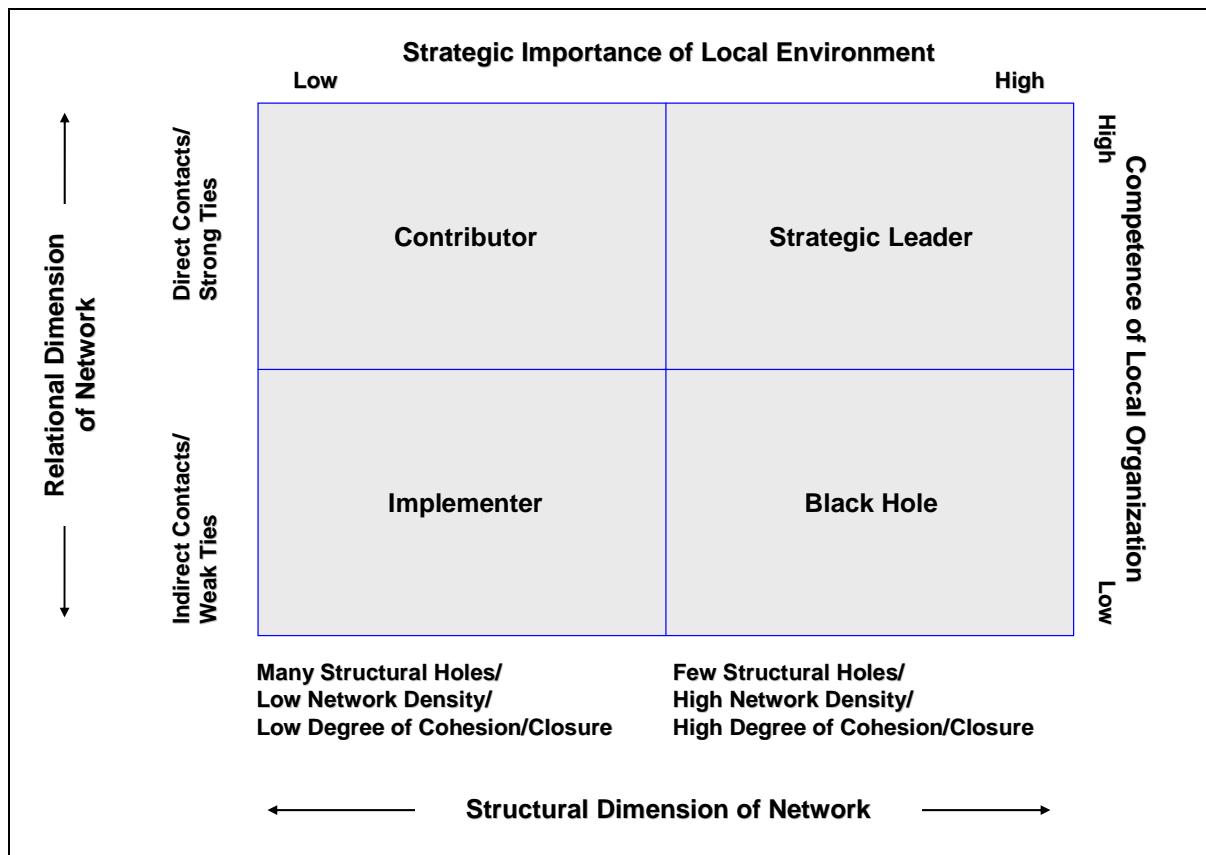 Strategic Importance of Local Environment
Low
High
Relational Dimension
of Network
Direct Contacts/
Strong Ties
Contributor
Strategic Leader
High
Competence of Local Organization
Indirect Contacts/
Weak Ties
Implementer
Black Hole
Low
Many Structural Holes/
Low Network Density/
Low Degree of Cohesion/Closure
Few Structural Holes/
High Network Density/
High Degree of Cohesion/Closure
Structural Dimension of Network